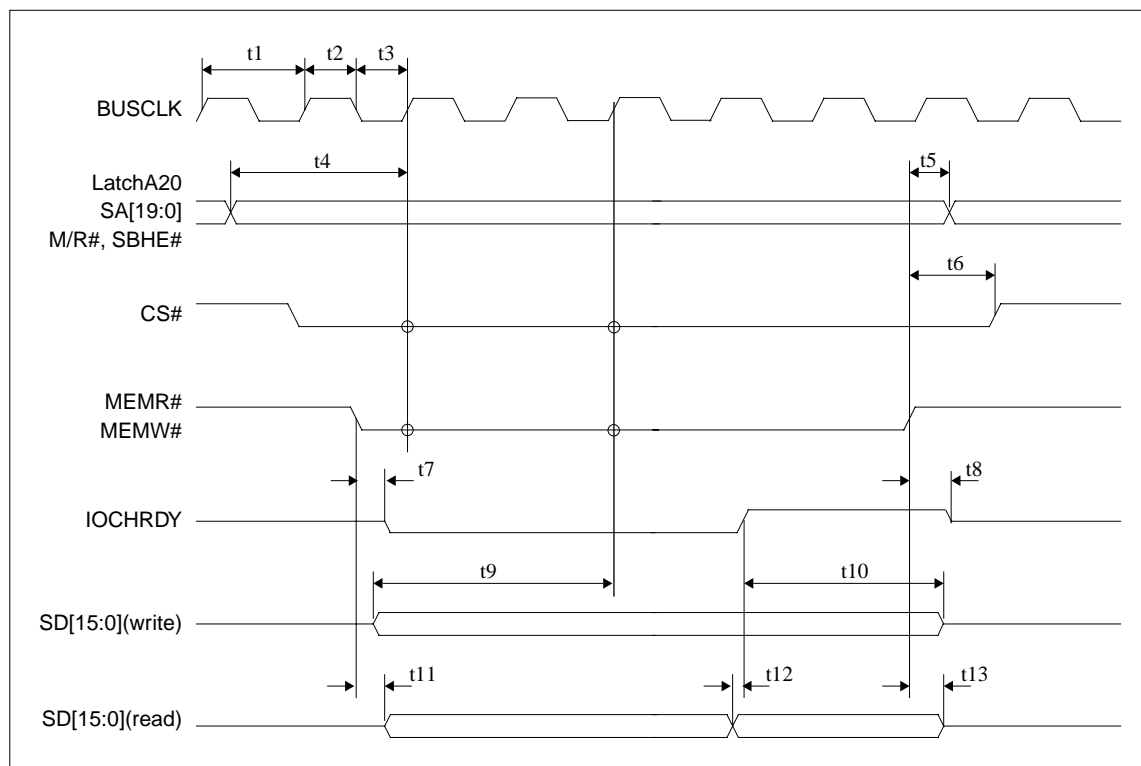 t1 t2 t3
BUSCLK
t4 t5
LatchA20
SA[19:0]
M/R#, SBHE#
t6
CS#
MEMR#
MEMW#
t7 t8
IOCHRDY
t9 t10
SD[15:0](write)
t11 t12 t13
SD[15:0](read)